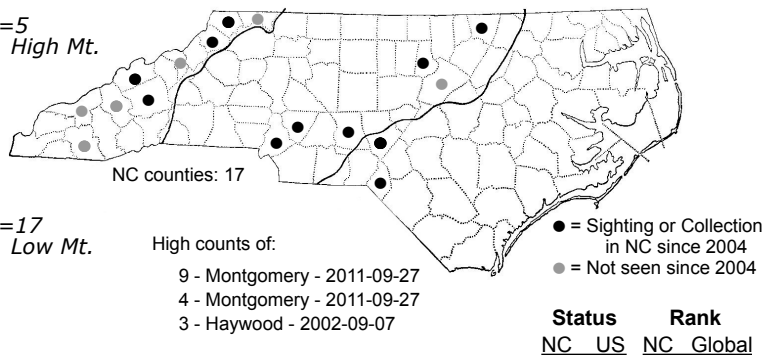 =5
High Mt.
NC counties: 17
=17
Low Mt.
High counts of:
9 - Montgomery - 2011-09-27
4 - Montgomery - 2011-09-27
3 - Haywood - 2002-09-07
= Sighting or Collection
in NC since 2004
= Not seen since 2004
Status Rank
NC US NC Global